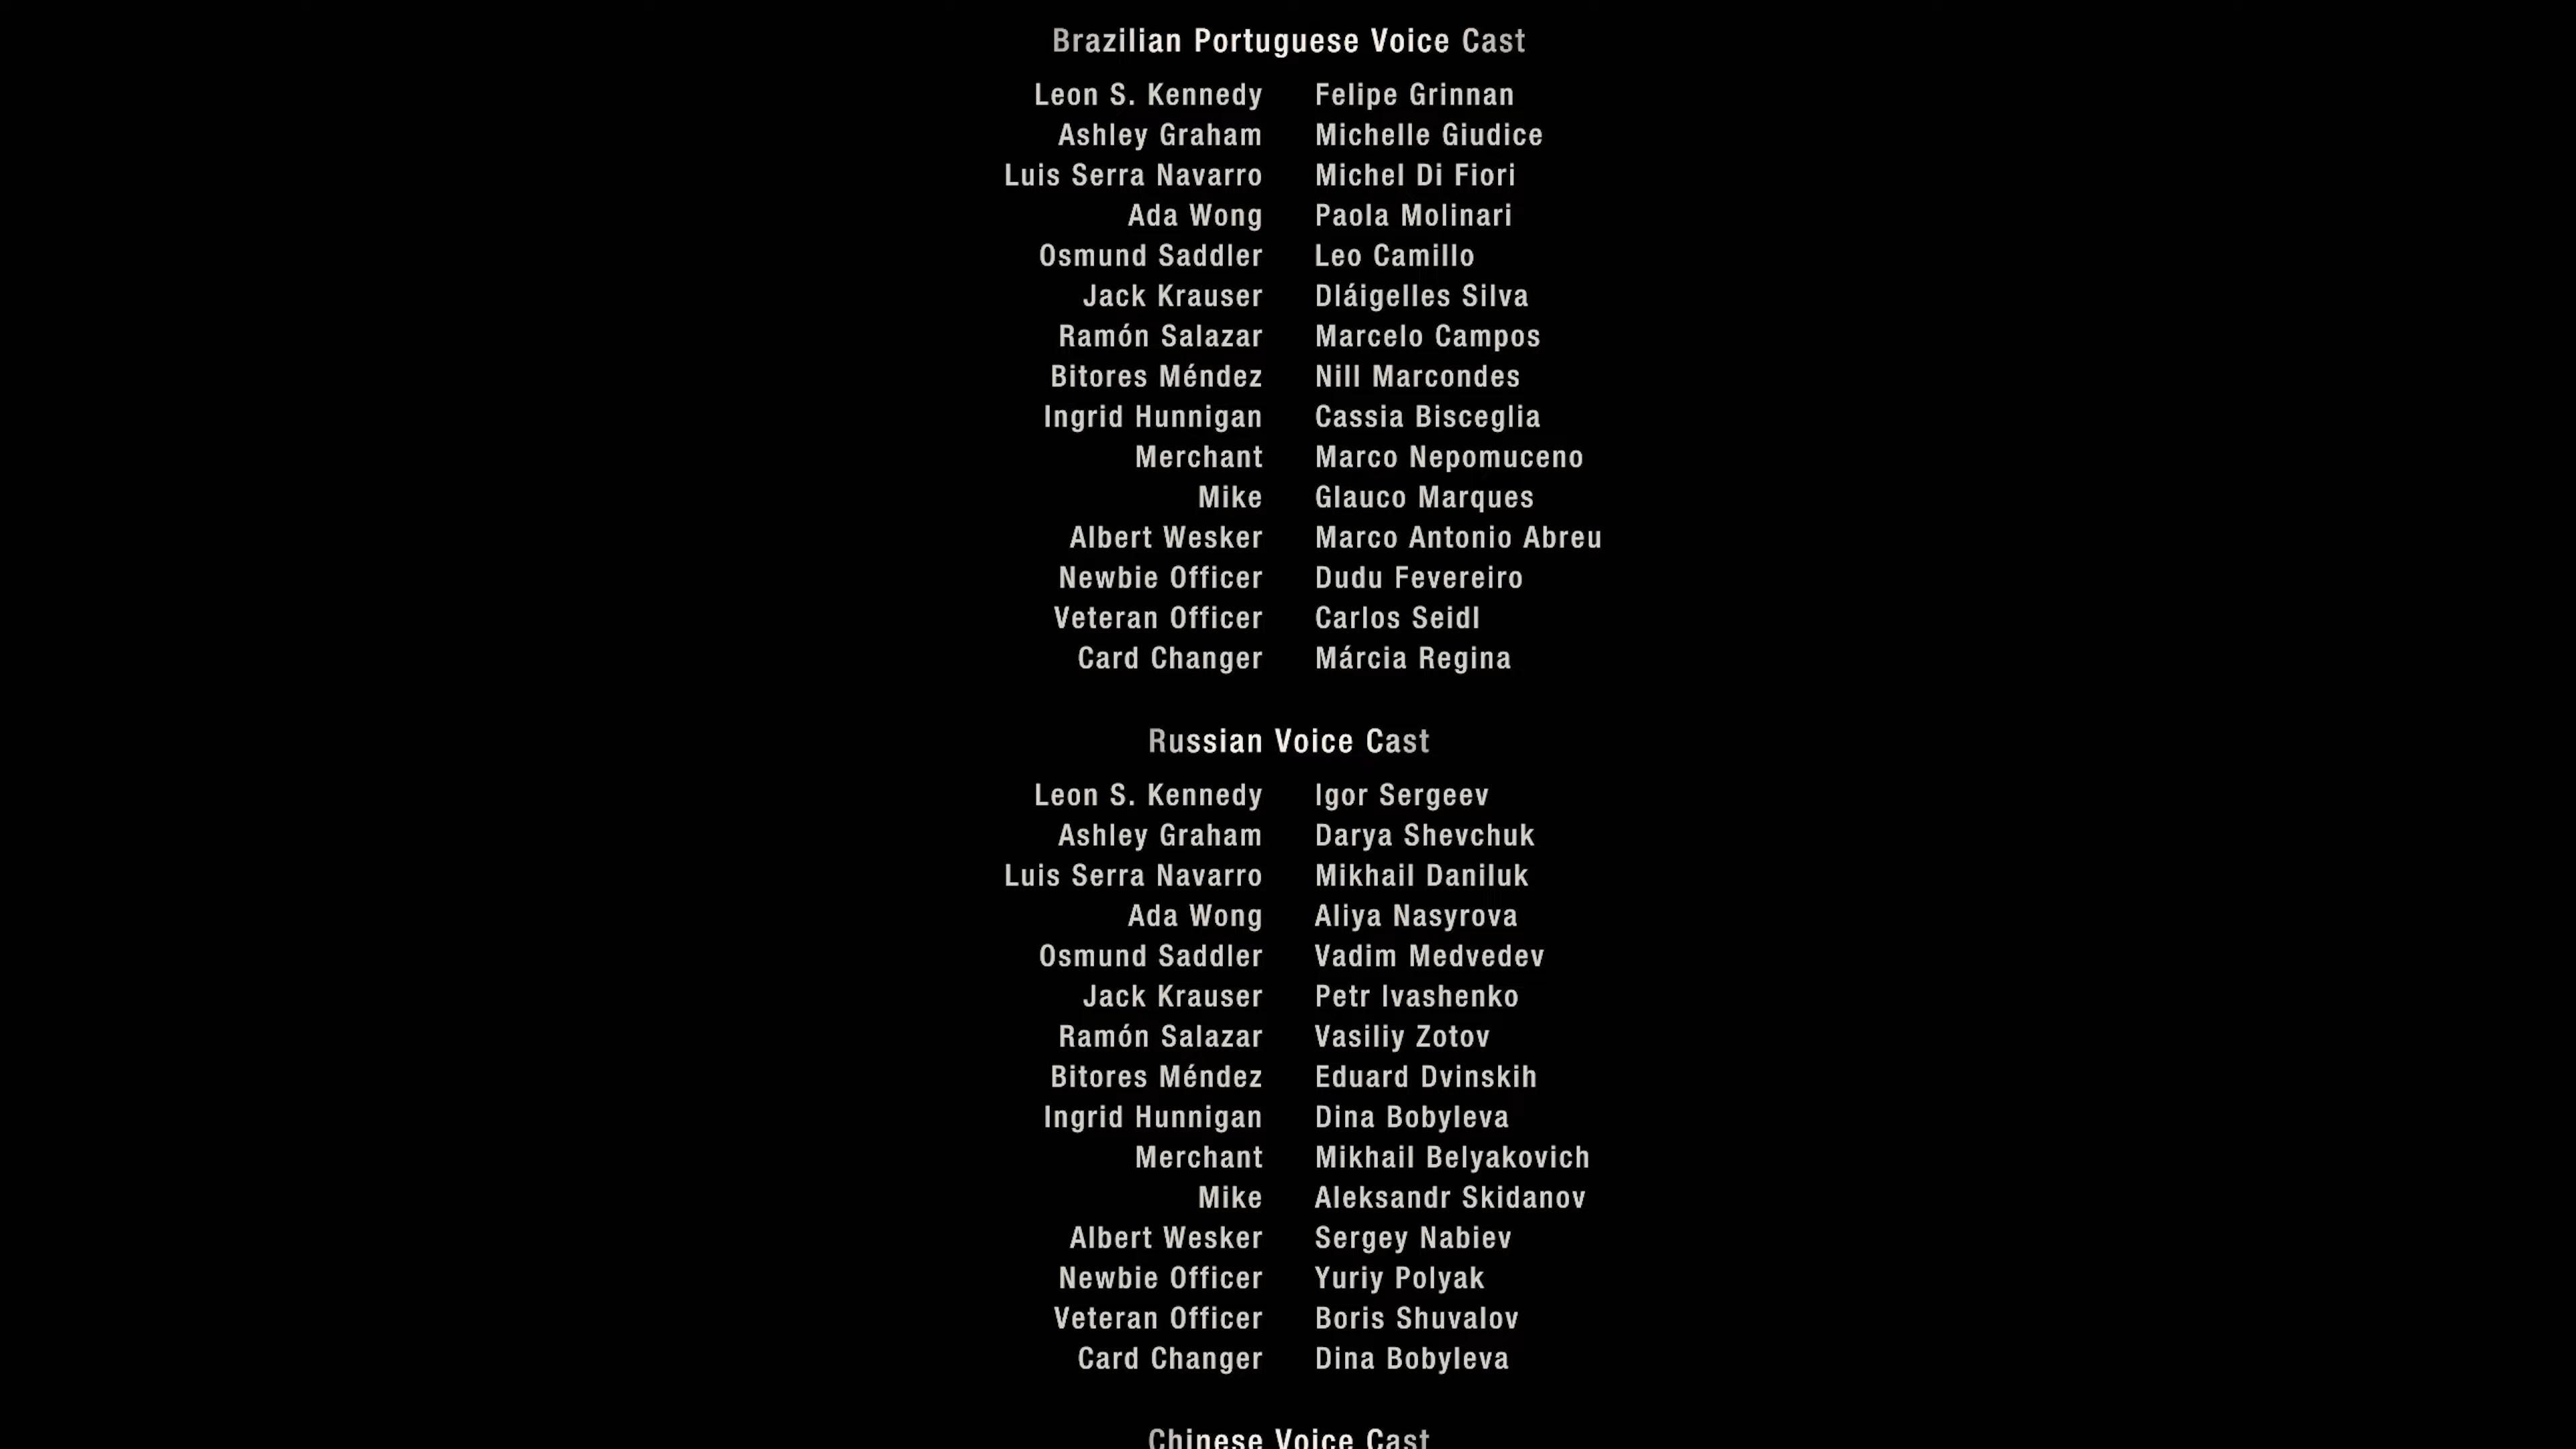 Brazilian Portuguese Voice Cast
Leon S. Kennedy Felipe Grinnan
Ashley Graham Michelle Giudice
Luis Serra Navarro Michel Di Fiori
Ada Wong Paola Molinari
Osmund Saddler Leo Camillo
Jack Krauser Dláigelles Silva
Ramón Salazar Marcelo Campos
Bitores Méndez Nill Marcondes
Ingrid Hunnigan Cassia Bisceglia
Merchant Marco Nepomuceno
Mike Glauco Marques
Albert Wesker Marco Antonio Abreu
Newbie Officer Dudu Fevereiro
Veteran Officer Carlos Seidl
Card Changer Márcia Regina
Russian Voice Cast
Leon S. Kennedy Igor Sergeev
Ashley Graham Darya Shevchuk
Luis Serra Navarro Mikhail Daniluk
Ada Wong Aliya Nasyrova
Osmund Saddler Vadim Medvedev
Jack Krauser Petr Ivashenko
Ramón Salazar Vasiliy Zotov
Bitores Méndez Eduard Dvinskih
Ingrid Hunnigan Dina Bobyleva
Merchant Mikhail Belyakovich
Mike Aleksandr Skidanov
Albert Wesker Sergey Nabiev
Newbie Officer Yuriy Polyak
Veteran Officer Boris Shuvalov
Card Changer Dina Bobyleva
Chinese Voice Cast